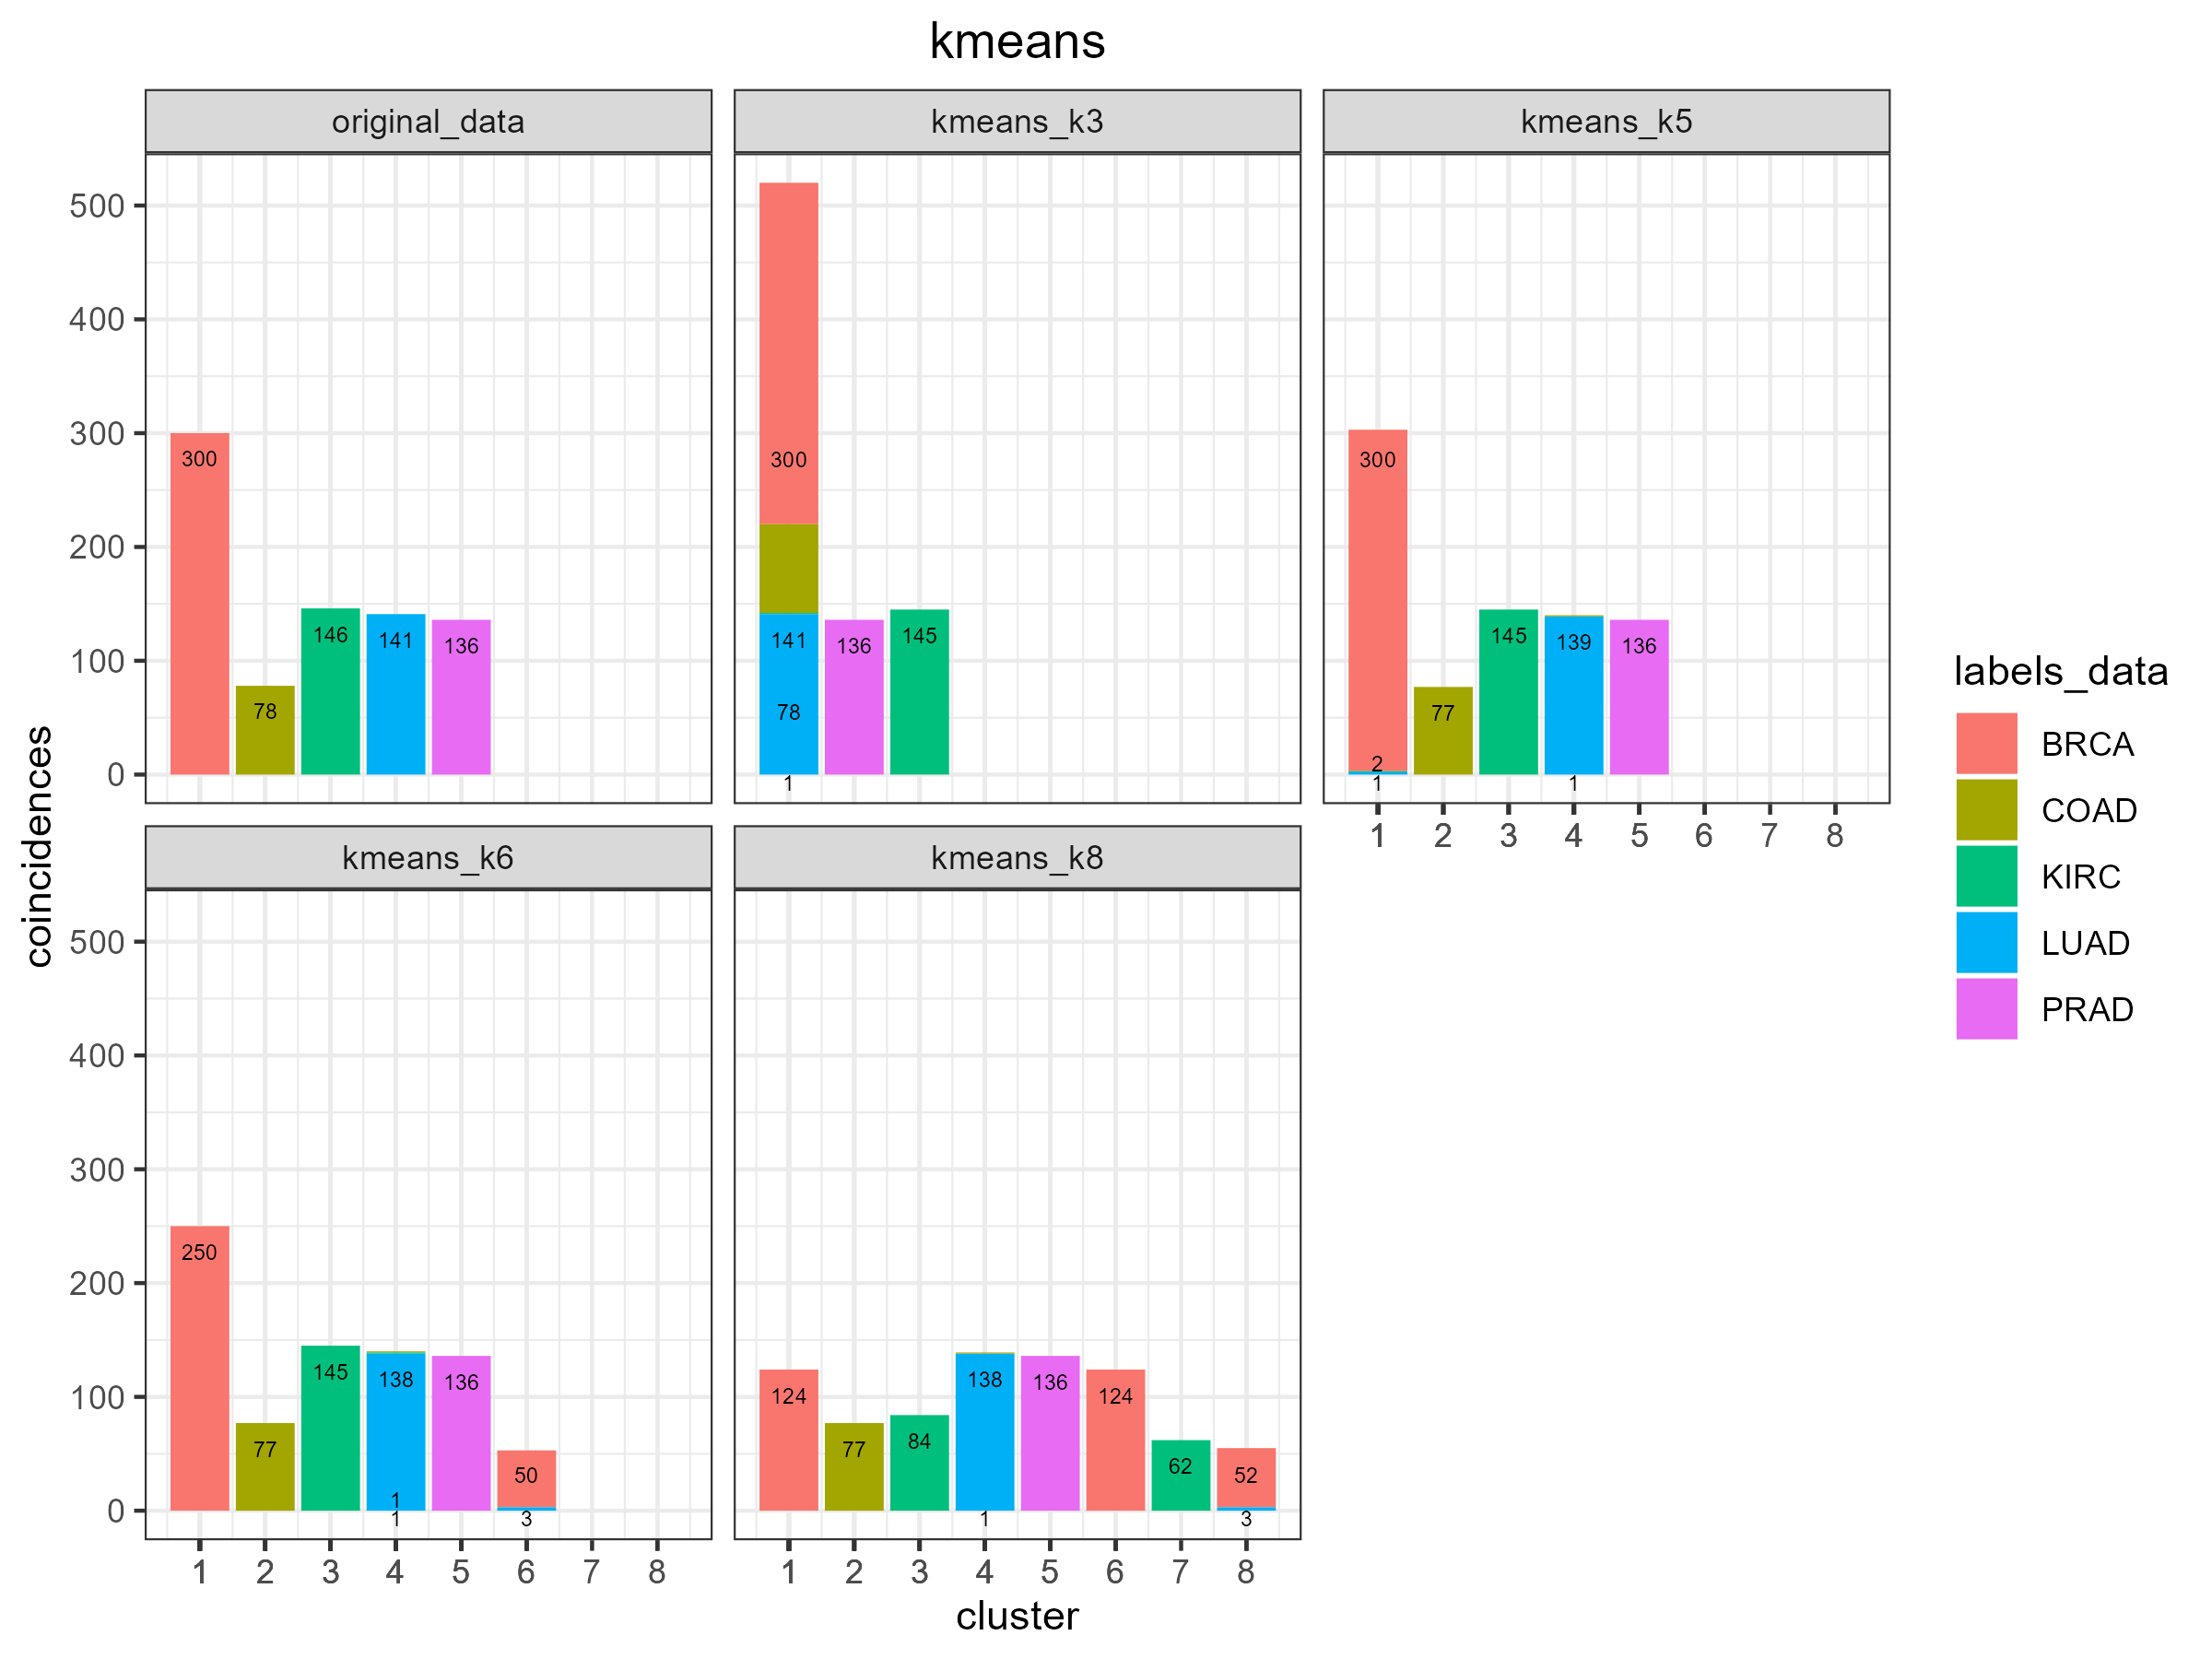 kmeans
original_data
kmeans_k3
kmeans_k5
coincidences
500
400
300
200
100
0
300
78
146
141
136
300
141
78
1
136
145
300
2
1
77
145
139
1
136
1 2 3 4 5 6 7 8
kmeans_k6
kmeans_k8
500
400
300
200
100
0
250
77
145
138
1
1
136
50
3
124
77
84
138
1
136
124
62
52
3
1 2 3 4 5 6 7 8
1 2 3 4 5 6 7 8
cluster
labels_data
BRCA
COAD
KIRC
LUAD
PRAD